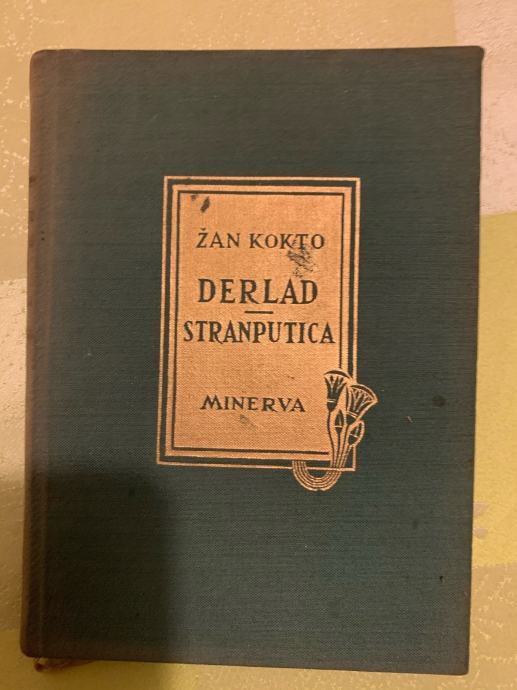 ŽAN KOKTO
DERLAD
STRANPUTICA
MINERVA